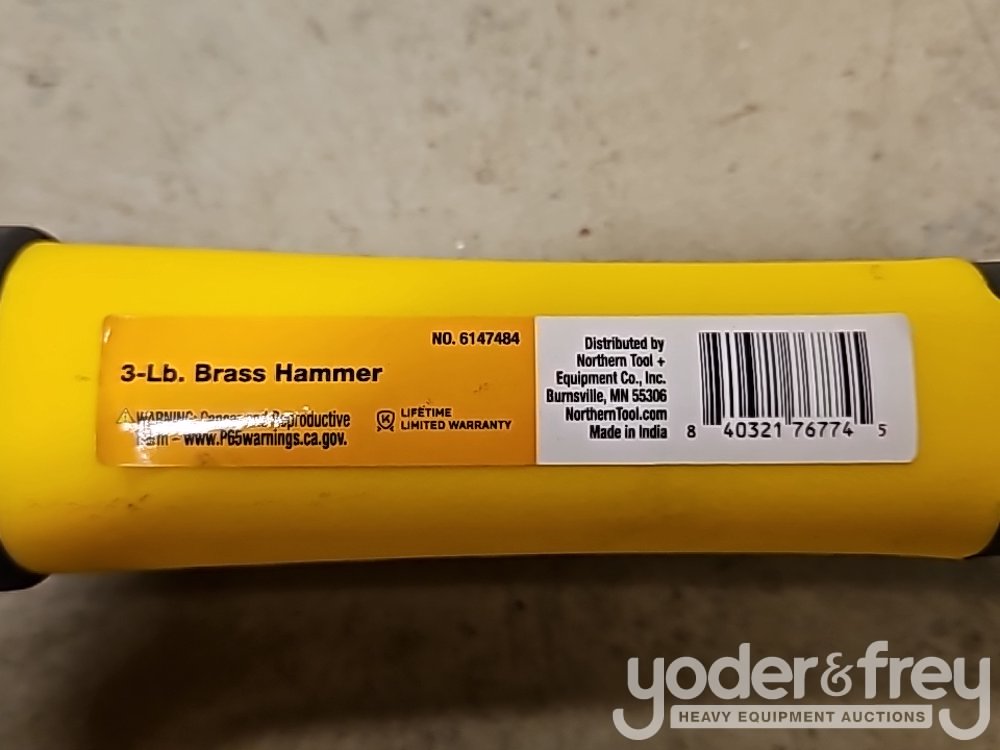 NO. 6147484
3-Lb. Brass Hammer
WARNING: Cancer and Reproductive
Harm – www.P65warnings.ca.gov.
LIFETIME
LIMITED WARRANTY
Distributed by
Northern Tool +
Equipment Co., Inc.
Burnsville, MN 55306
NorthernTool.com
Made in India
8 40321 76774 5
yoder&frey
HEAVY EQUIPMENT AUCTIONS